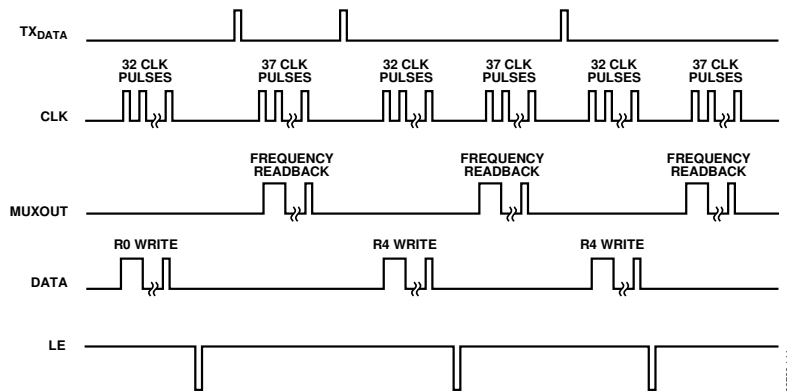 TXDATA
32 CLK
PULSES
37 CLK
PULSES
32 CLK
PULSES
37 CLK
PULSES
32 CLK
PULSES
37 CLK
PULSES
CLK
FREQUENCY
READBACK
FREQUENCY
READBACK
FREQUENCY
READBACK
MUXOUT
R0 WRITE
R4 WRITE
R4 WRITE
DATA
LE